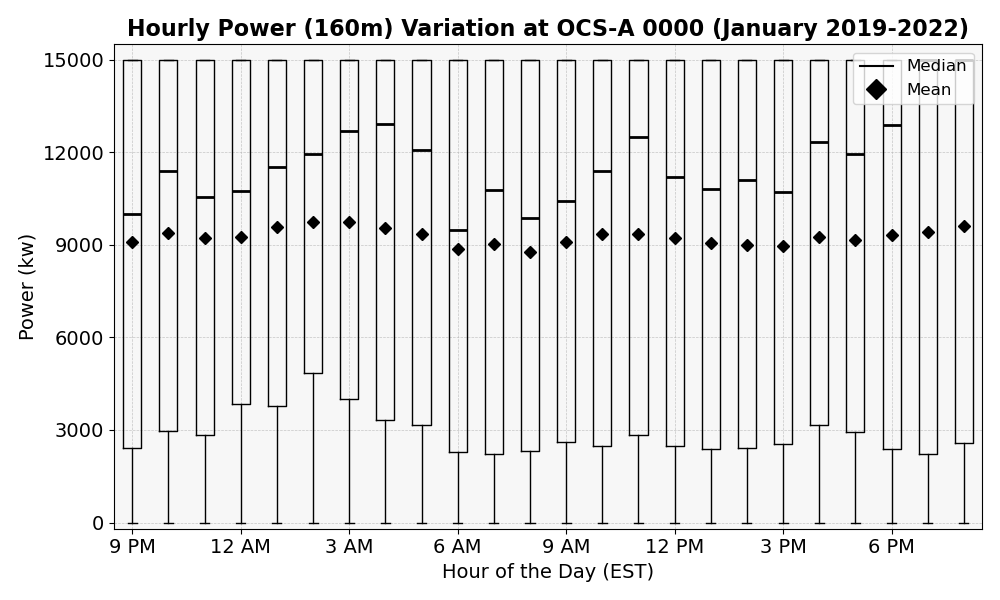 Hourly Power (160m) Variation at OCS-A 0000 (January 2019-2022)
15000
12000
9000
6000
3000
0
Power (kw)
Median
Mean
9 PM
12 AM
3 AM
6 AM
9 AM
12 PM
3 PM
6 PM
Hour of the Day (EST)